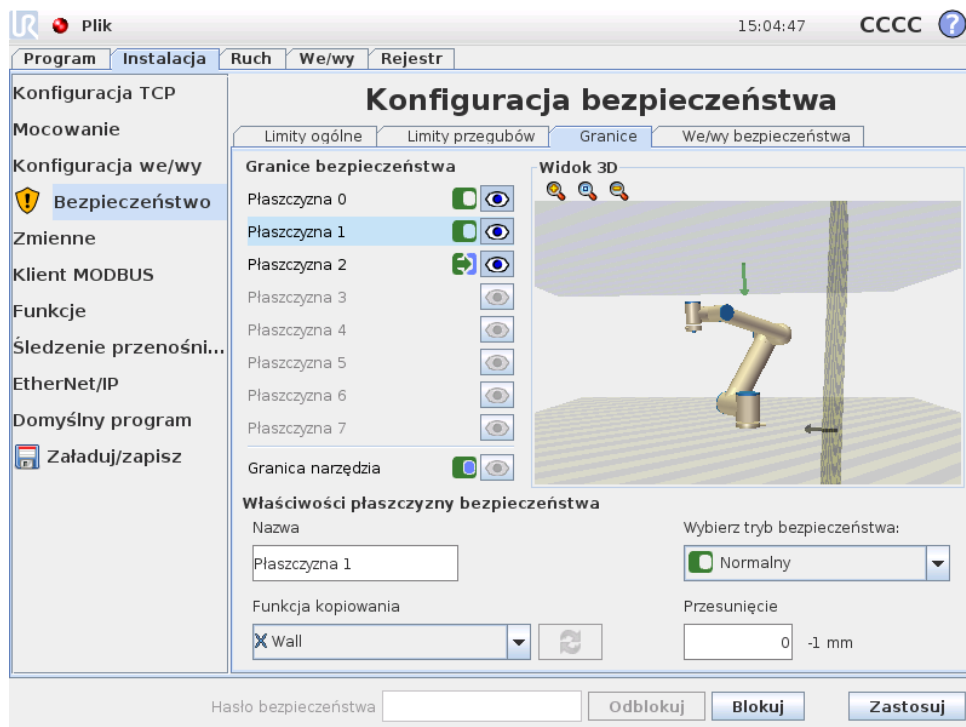 UR Plik 15:04:47 CCCC ?
Program Instalacja Ruch We/wy Rejestr
Konfiguracja TCP
Mocowanie
Konfiguracja we/wy
Bezpieczeństwo
Zmienne
Klient MODBUS
Funkcje
Śledzenie przenośni...
EtherNet/IP
Domyślny program
Załaduj/zapisz
Konfiguracja bezpieczeństwa
Limity ogólne Limity przegubów Granice We/wy bezpieczeństwa
Granice bezpieczeństwa
Płaszczyzna 0
Płaszczyzna 1
Płaszczyzna 2
Płaszczyzna 3
Płaszczyzna 4
Płaszczyzna 5
Płaszczyzna 6
Płaszczyzna 7
Granica narzędzia
Widok 3D
Właściwości płaszczyzny bezpieczeństwa
Nazwa
Płaszczyzna 1
Wybierz tryb bezpieczeństwa:
Normalny
Funkcja kopiowania
Wall
Przesunięcie
0 -1 mm
Hasło bezpieczeństwa Odblokuj Blokuj Zastosuj